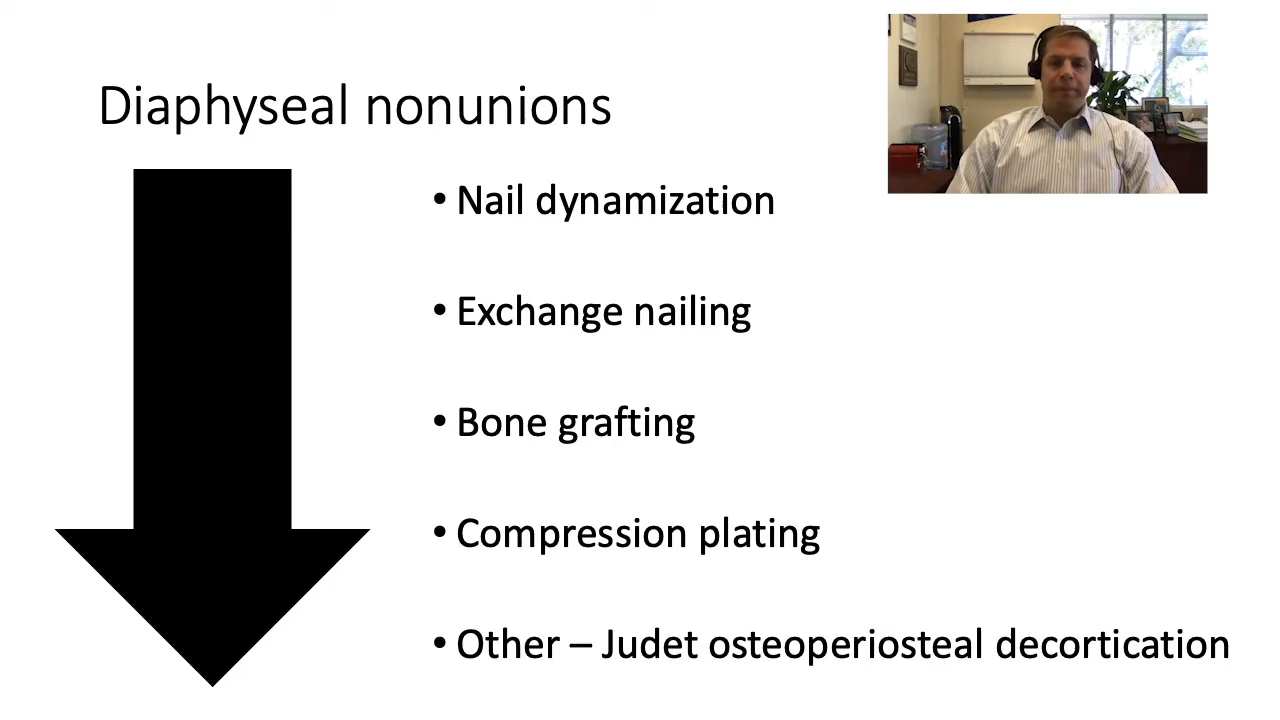 Diaphyseal nonunions
• Nail dynamization
• Exchange nailing
• Bone grafting
• Compression plating
• Other – Judet osteoperiosteal decortication